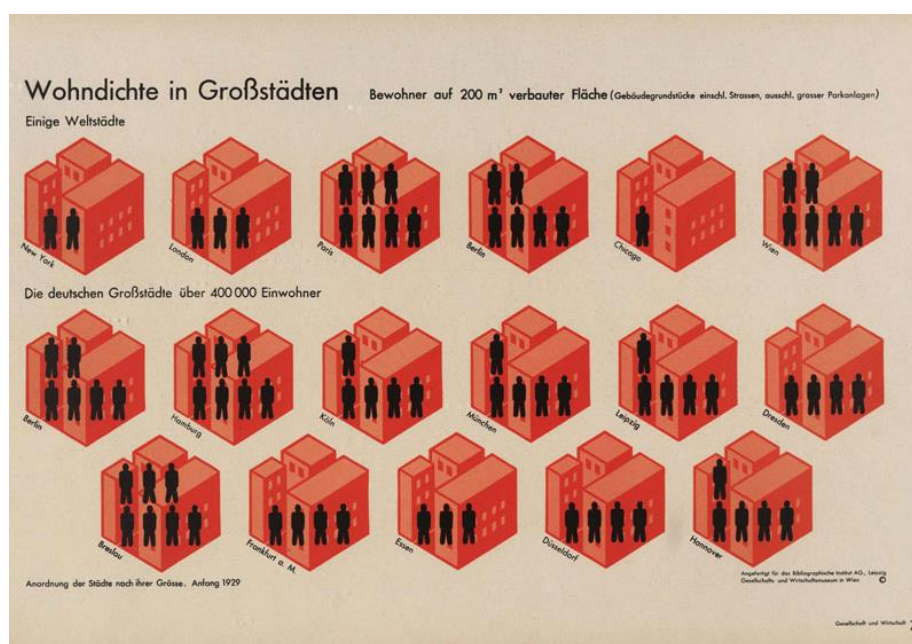 Wohndichte in Großstädten Bewohner auf 200 m² verbauter Fläche (Gebäudegrundstücke einschl. Strassen, ausschl. grosser Parkanlagen)
Einige Weltstädte
New York
London
Paris
Berlin
Chicago
Wien
Die deutschen Großstädte über 400 000 Einwohner
Berlin
Hamburg
Köln
München
Leipzig
Dresden
Breslau
Frankfurt a. M.
Essen
Düsseldorf
Hannover
Anordnung der Städte nach ihrer Grösse. Anfang 1929
Angefertigt für das Bibliographische Institut AG., Leipzig
Gesellschafts- und Wirtschaftsmuseum in Wien ©
Gesellschaft und Wirtschaft